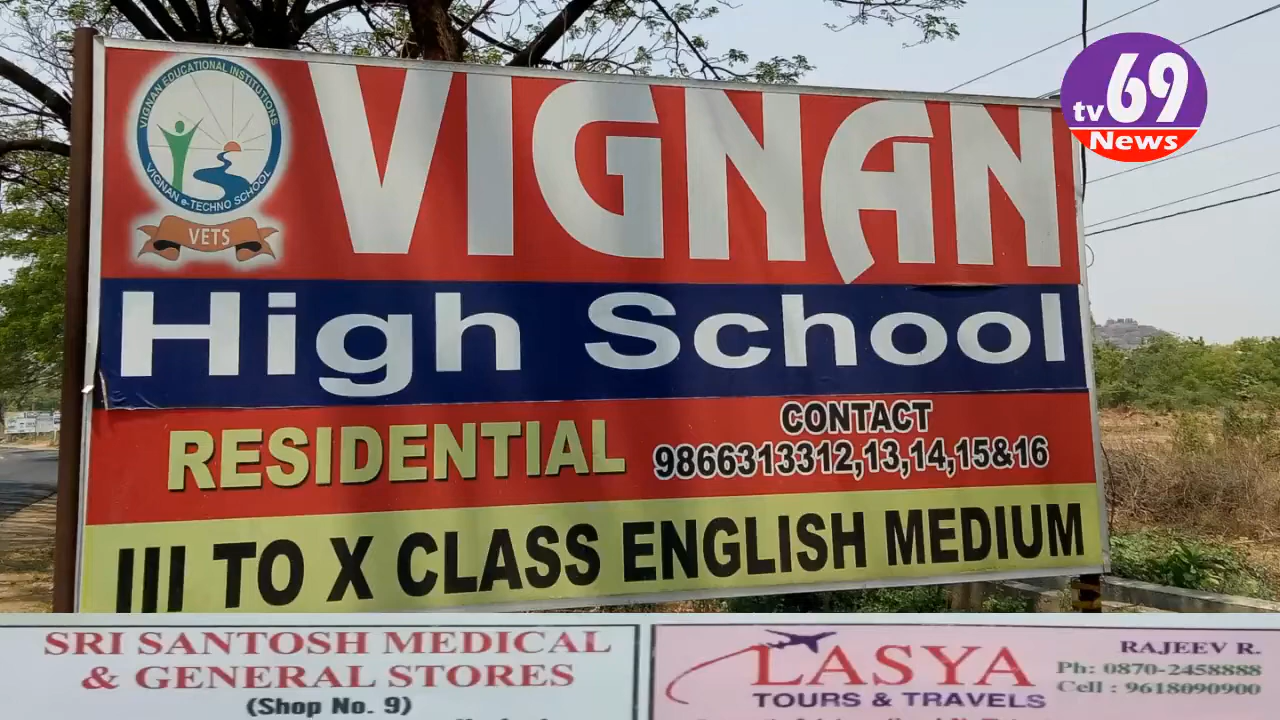 tv 69
News
VIGNAN EDUCATIONAL INSTITUTIONS
VIGNAN e-TECHNO SCHOOL
VETS
VIGNAN
High School
RESIDENTIAL
CONTACT
9866313312,13,14,15&16
III TO X CLASS ENGLISH MEDIUM
SRI SANTOSH MEDICAL
& GENERAL STORES
(Shop No. 9)
LASYA
TOURS & TRAVELS
RAJEEV R.
Ph: 0870-2458888
Cell : 9618090900